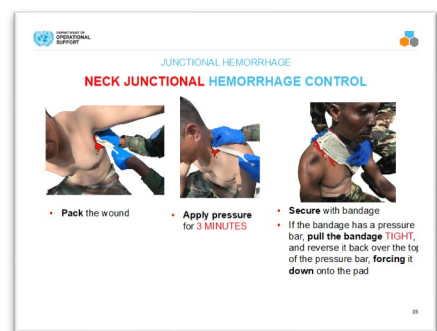 DEPARTMENT OF
OPERATIONAL
SUPPORT
JUNCTIONAL HEMORRHAGE
NECK JUNCTIONAL HEMORRHAGE CONTROL
• Pack the wound
• Apply pressure
for 3 MINUTES
• Secure with bandage
• If the bandage has a pressure
bar, pull the bandage TIGHT,
and reverse it back over the top
of the pressure bar, forcing it
down onto the pad